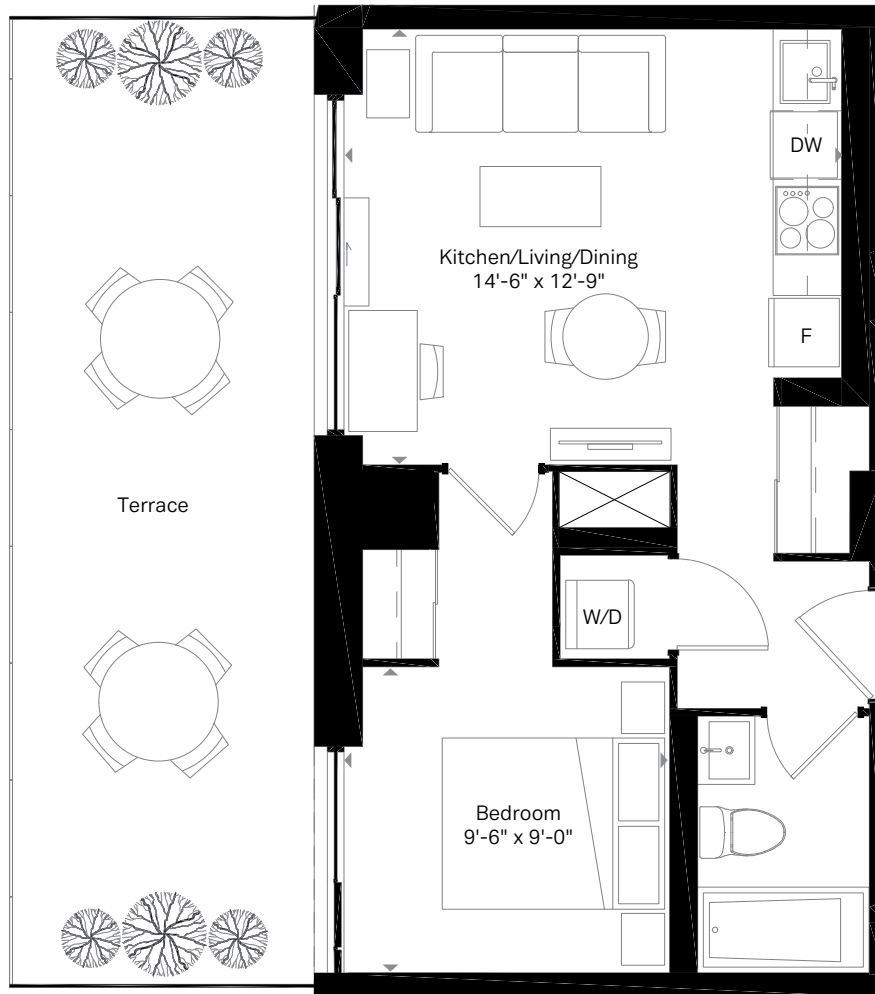 DW
Kitchen/Living/Dining
14'-6" x 12'-9"
F
Terrace
W/D
Bedroom
9'-6" x 9'-0"